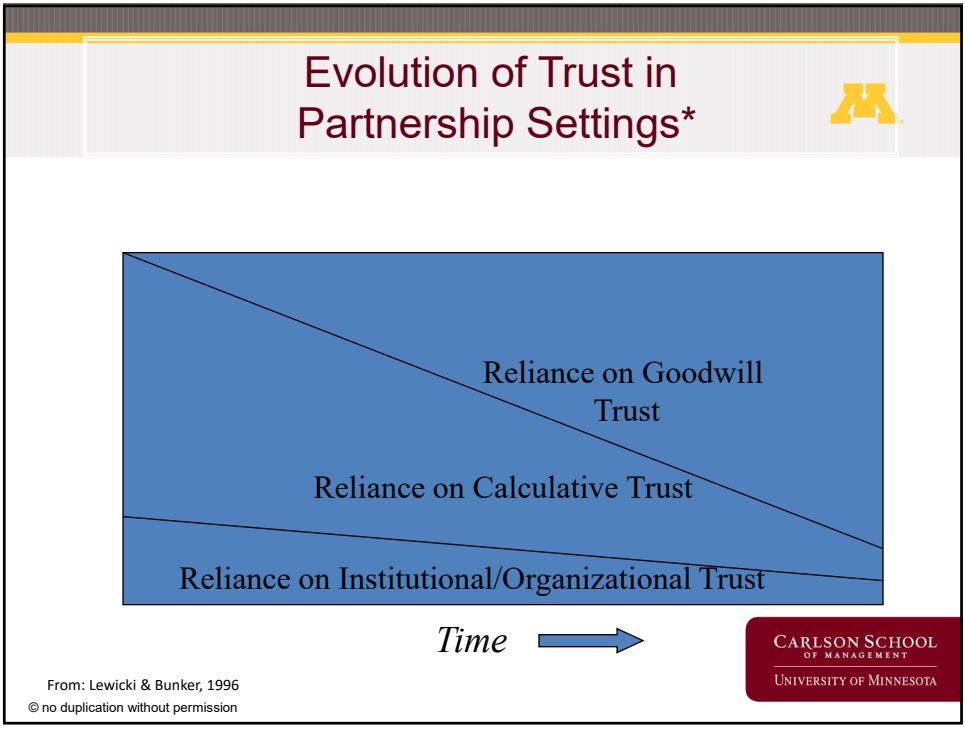 Evolution of Trust in
Partnership Settings*
M
Reliance on Goodwill
Trust
Reliance on Calculative Trust
Reliance on Institutional/Organizational Trust
Time
CARLSON SCHOOL
OF MANAGEMENT
UNIVERSITY OF MINNESOTA
From: Lewicki & Bunker, 1996
© no duplication without permission